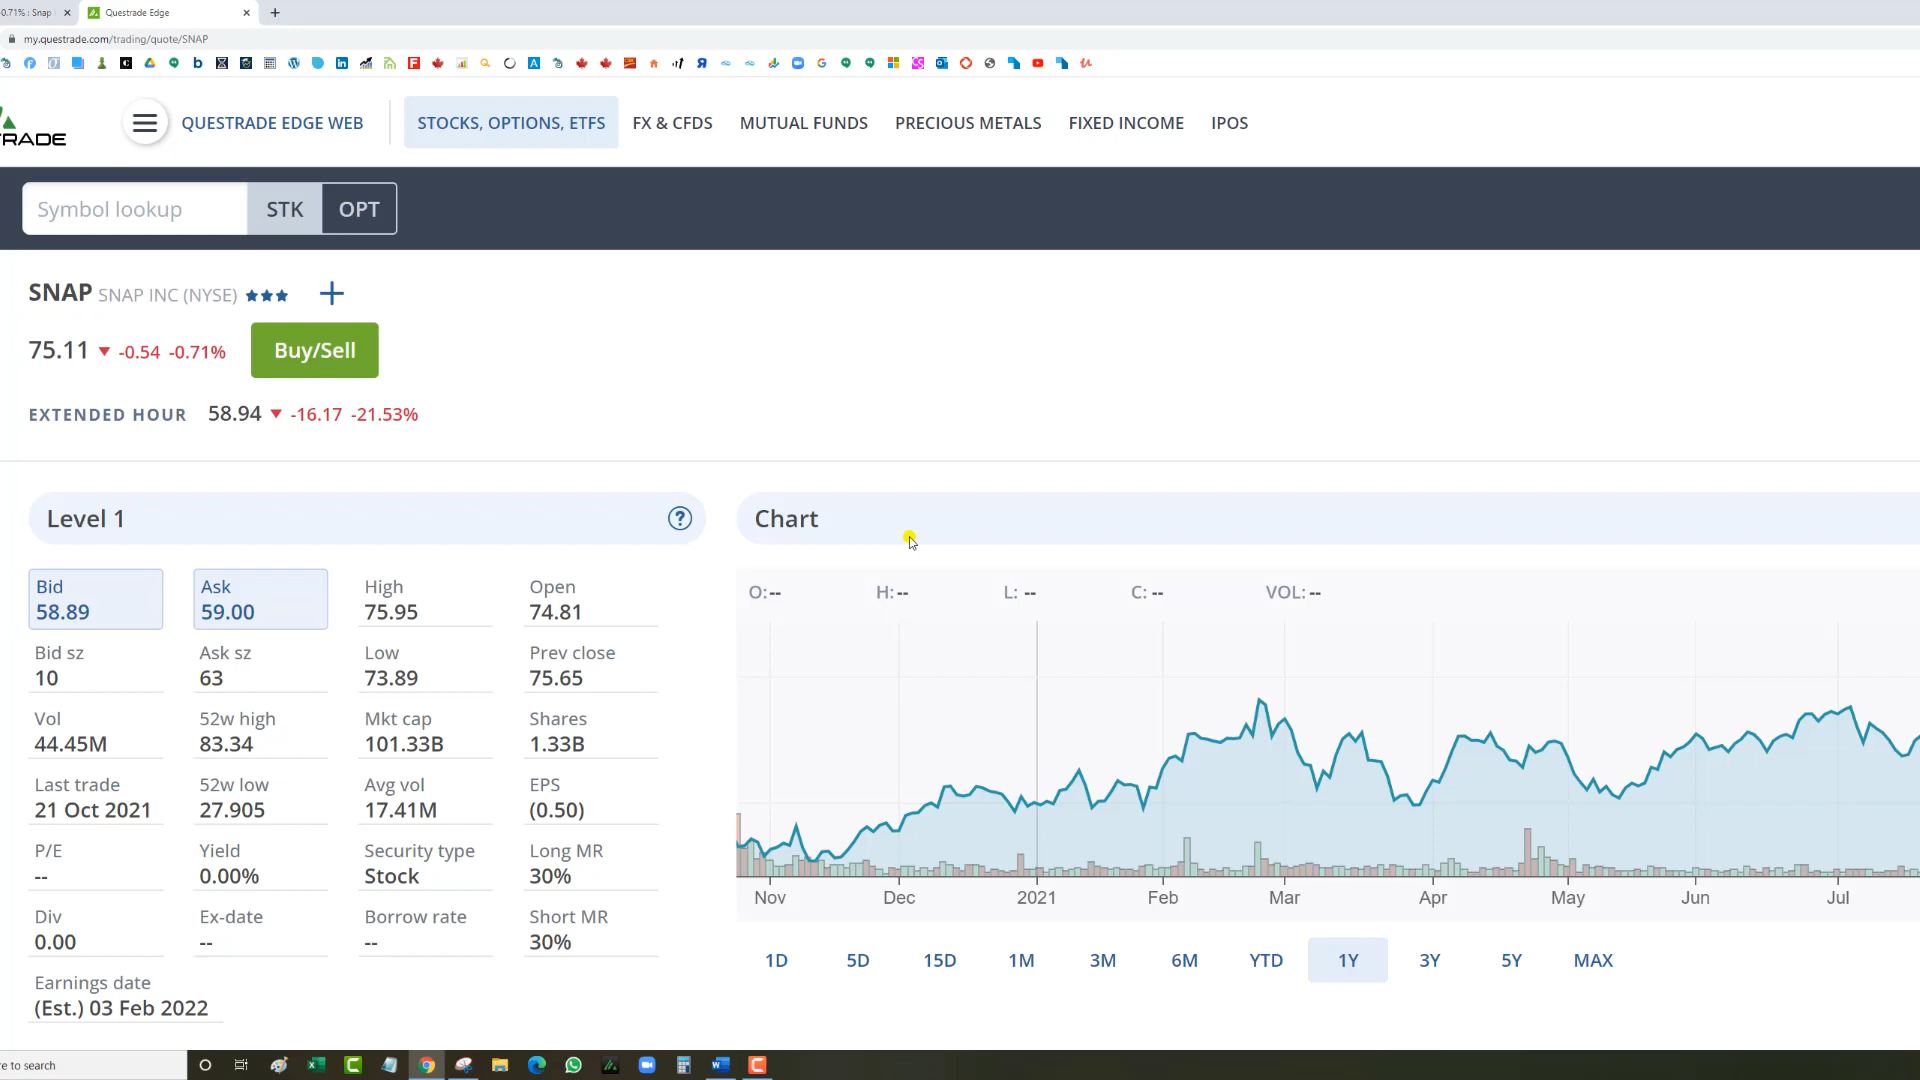 -0.71% : Snap
Questrade Edge
my.questrade.com/trading/quote/SNAP
RADE
QUESTRADE EDGE WEB
STOCKS, OPTIONS, ETFS
FX & CFDS
MUTUAL FUNDS
PRECIOUS METALS
FIXED INCOME
IPOS
Symbol lookup
STK
OPT
SNAP SNAP INC (NYSE)
75.11 -0.54 -0.71%
Buy/Sell
EXTENDED HOUR 58.94 -16.17 -21.53%
Level 1
?
Bid
58.89
Ask
59.00
High
75.95
Open
74.81
Bid sz
10
Ask sz
63
Low
73.89
Prev close
75.65
Vol
44.45M
52w high
83.34
Mkt cap
101.33B
Shares
1.33B
Last trade
21 Oct 2021
52w low
27.905
Avg vol
17.41M
EPS
(0.50)
P/E
--
Yield
0.00%
Security type
Stock
Long MR
30%
Div
0.00
Ex-date
--
Borrow rate
--
Short MR
30%
Earnings date
(Est.) 03 Feb 2022
Chart
O:-- H:-- L: -- C: -- VOL: --
Nov Dec 2021 Feb Mar Apr May Jun Jul
1D 5D 15D 1M 3M 6M YTD 1Y 3Y 5Y MAX
re to search